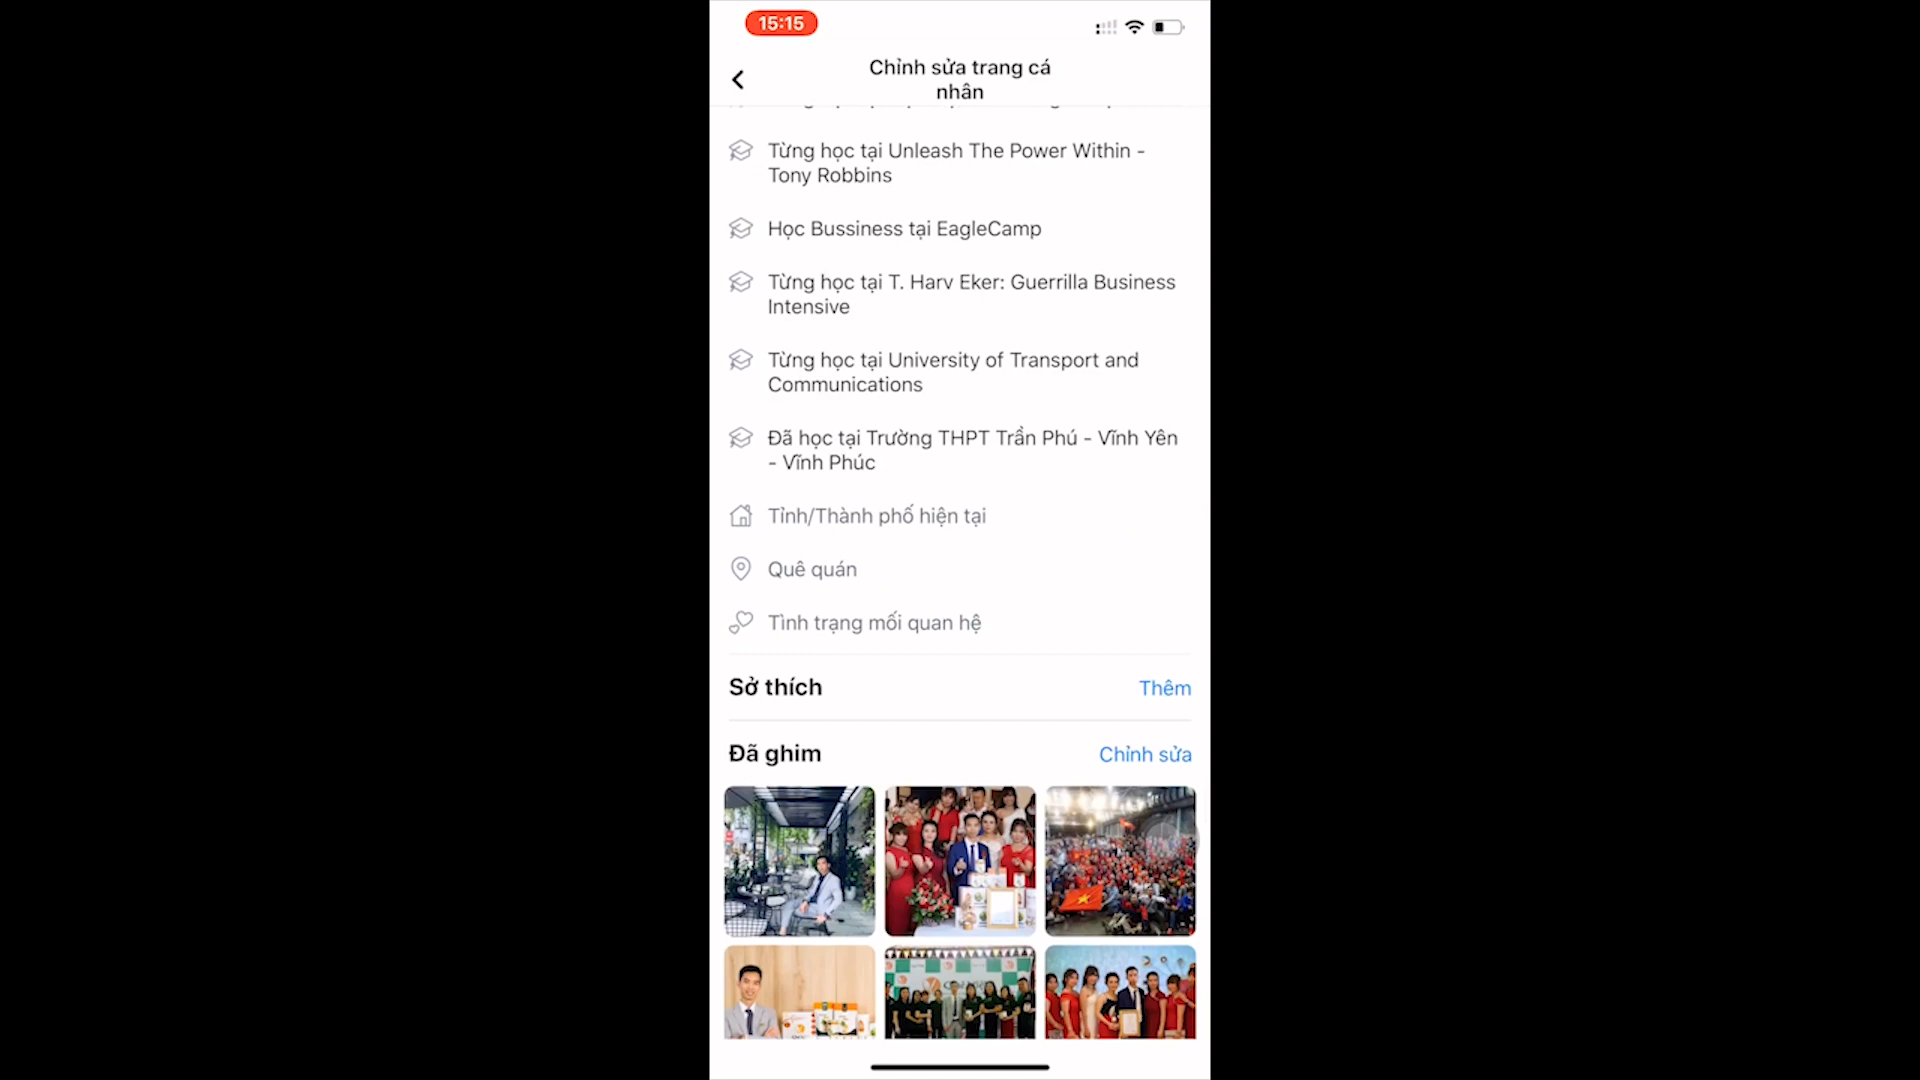 15:15
Chỉnh sửa trang cá
nhân
Từng học tại Unleash The Power Within -
Tony Robbins
Học Bussiness tại EagleCamp
Từng học tại T. Harv Eker: Guerrilla Business
Intensive
Từng học tại University of Transport and
Communications
Đã học tại Trường THPT Trần Phú - Vĩnh Yên
- Vĩnh Phúc
Tỉnh/Thành phố hiện tại
Quê quán
Tình trạng mối quan hệ
Sở thích
Thêm
Đã ghim
Chỉnh sửa